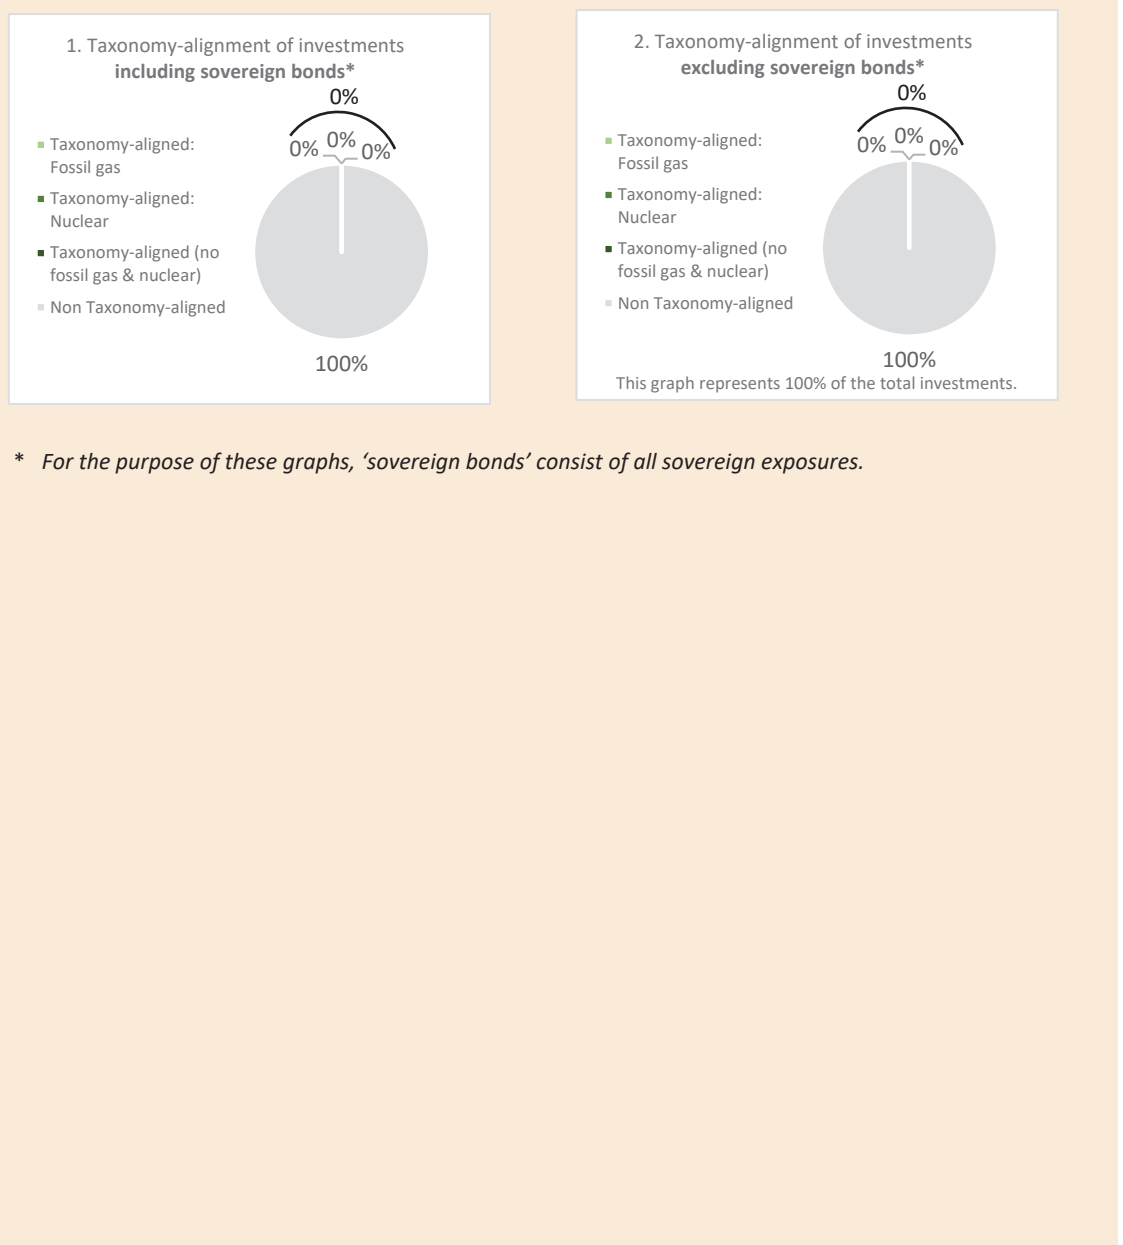 1. Taxonomy-alignment of investments
including sovereign bonds*
0%
0% 0% 0%
Taxonomy-aligned:
Fossil gas
Taxonomy-aligned:
Nuclear
Taxonomy-aligned (no
fossil gas & nuclear)
Non Taxonomy-aligned
100%
2. Taxonomy-alignment of investments
excluding sovereign bonds*
0%
0% 0% 0%
Taxonomy-aligned:
Fossil gas
Taxonomy-aligned:
Nuclear
Taxonomy-aligned (no
fossil gas & nuclear)
Non Taxonomy-aligned
100%
This graph represents 100% of the total investments.
* For the purpose of these graphs, ‘sovereign bonds’ consist of all sovereign exposures.